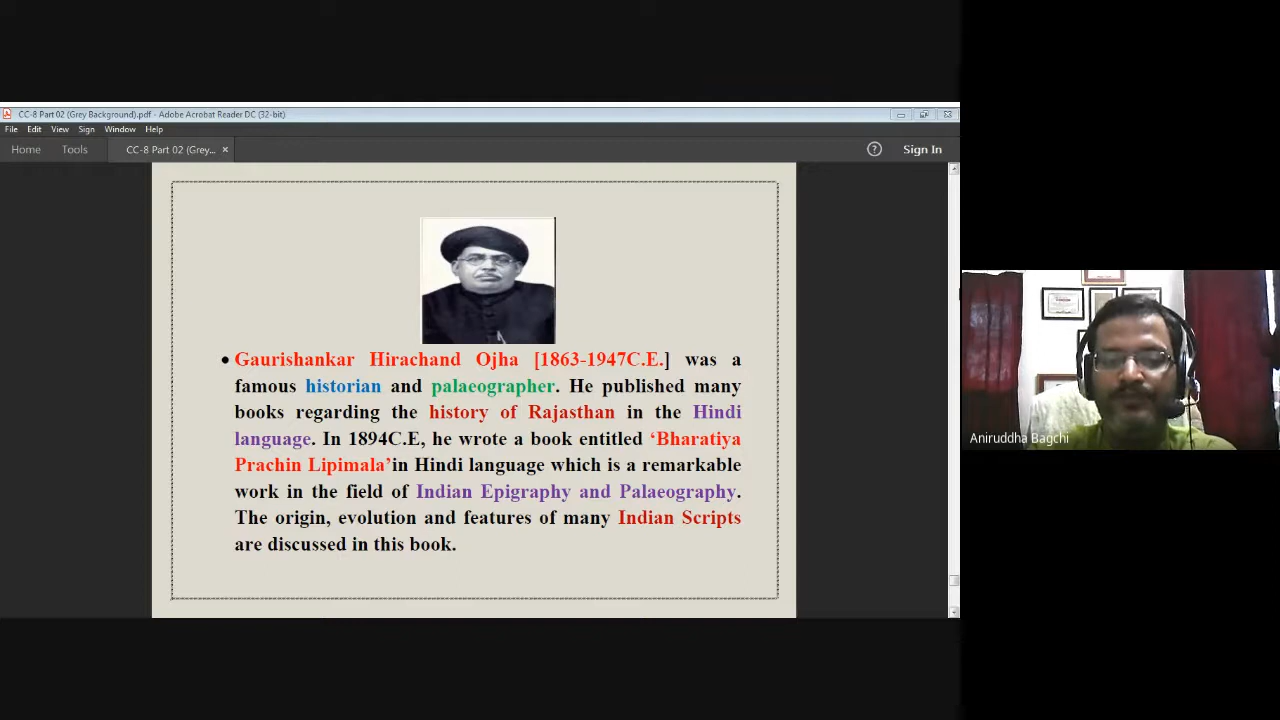 CC-8 Part 02 (Grey Background).pdf - Adobe Acrobat Reader DC (32-bit)
File Edit View Sign Window Help
Home Tools CC-8 Part 02 (Grey... × ? Sign In
• Gaurishankar Hirachand Ojha [1863-1947C.E.] was a
famous historian and palaeographer. He published many
books regarding the history of Rajasthan in the Hindi
language. In 1894C.E, he wrote a book entitled ‘Bharatiya
Prachin Lipimala’in Hindi language which is a remarkable
work in the field of Indian Epigraphy and Palaeography.
The origin, evolution and features of many Indian Scripts
are discussed in this book.
Aniruddha Bagchi